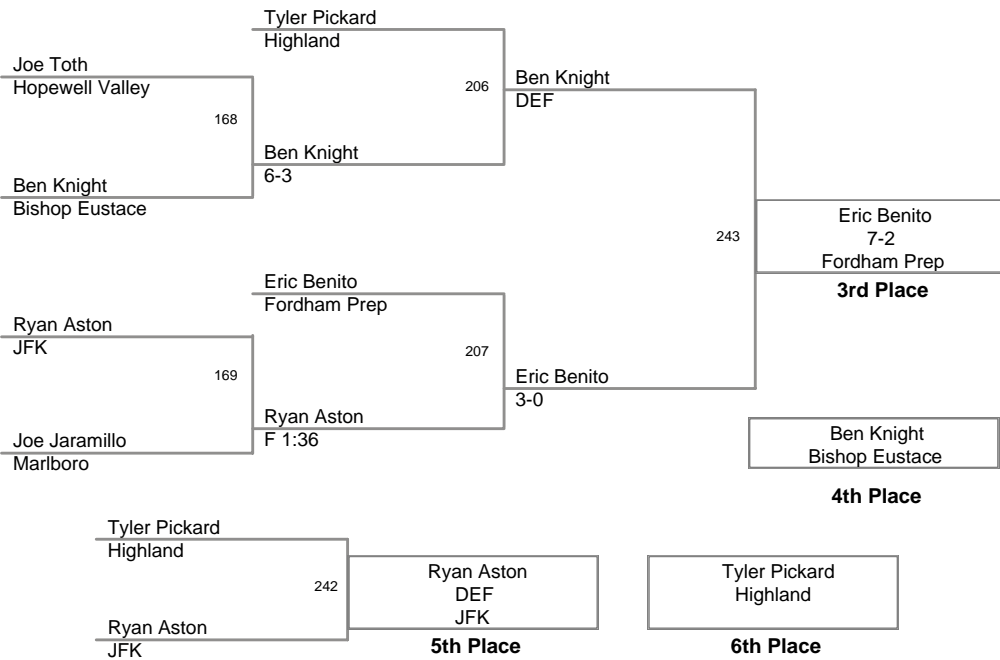 Tyler Pickard
Highland
Joe Toth
Hopewell Valley
206
Ben Knight
DEF
168
Ben Knight
6-3
Ben Knight
Bishop Eustace
243
Eric Benito
7-2
Fordham Prep
3rd Place
Eric Benito
Fordham Prep
Ryan Aston
JFK
207
169
Eric Benito
3-0
Ryan Aston
F 1:36
Joe Jaramillo
Marlboro
Ben Knight
Bishop Eustace
4th Place
Tyler Pickard
Highland
242
Ryan Aston
DEF
JFK
5th Place
Ryan Aston
JFK
Tyler Pickard
Highland
6th Place